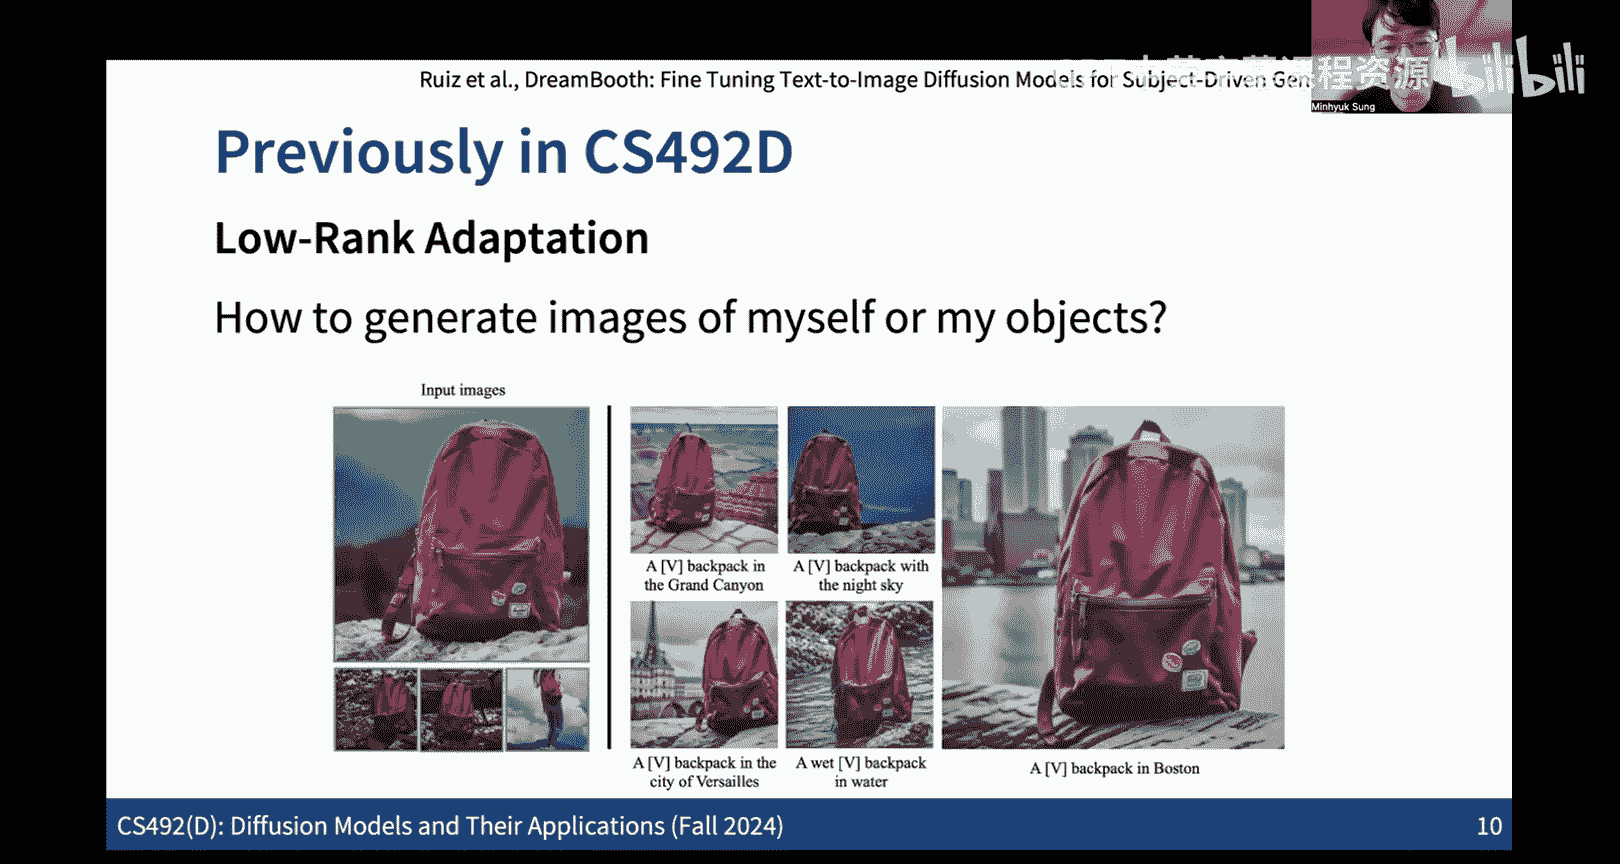 Ruiz et al., DreamBooth: Fine Tuning Text-to-Image Diffusion Models for Subject-Driven Gen
程资源
bilibili
Minhyuk Sung
Previously in CS492D
Low-Rank Adaptation
How to generate images of myself or my objects?
Input images
A [V] backpack in
the Grand Canyon
A [V] backpack with
the night sky
A [V] backpack in the
city of Versailles
A wet [V] backpack
in water
A [V] backpack in Boston
CS492(D): Diffusion Models and Their Applications (Fall 2024)
10